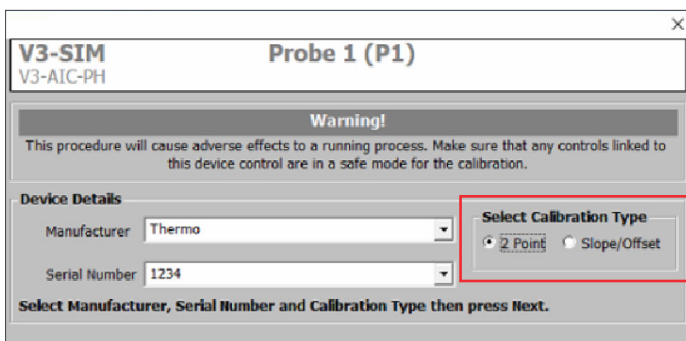 V3-SIM Probe 1 (P1)
V3-AIC-PH
Warning!
This procedure will cause adverse effects to a running process. Make sure that any controls linked to
this device control are in a safe mode for the calibration.
Device Details
Manufacturer Thermo
Serial Number 1234
Select Calibration Type
2 Point Slope/Offset
Select Manufacturer, Serial Number and Calibration Type then press Next.